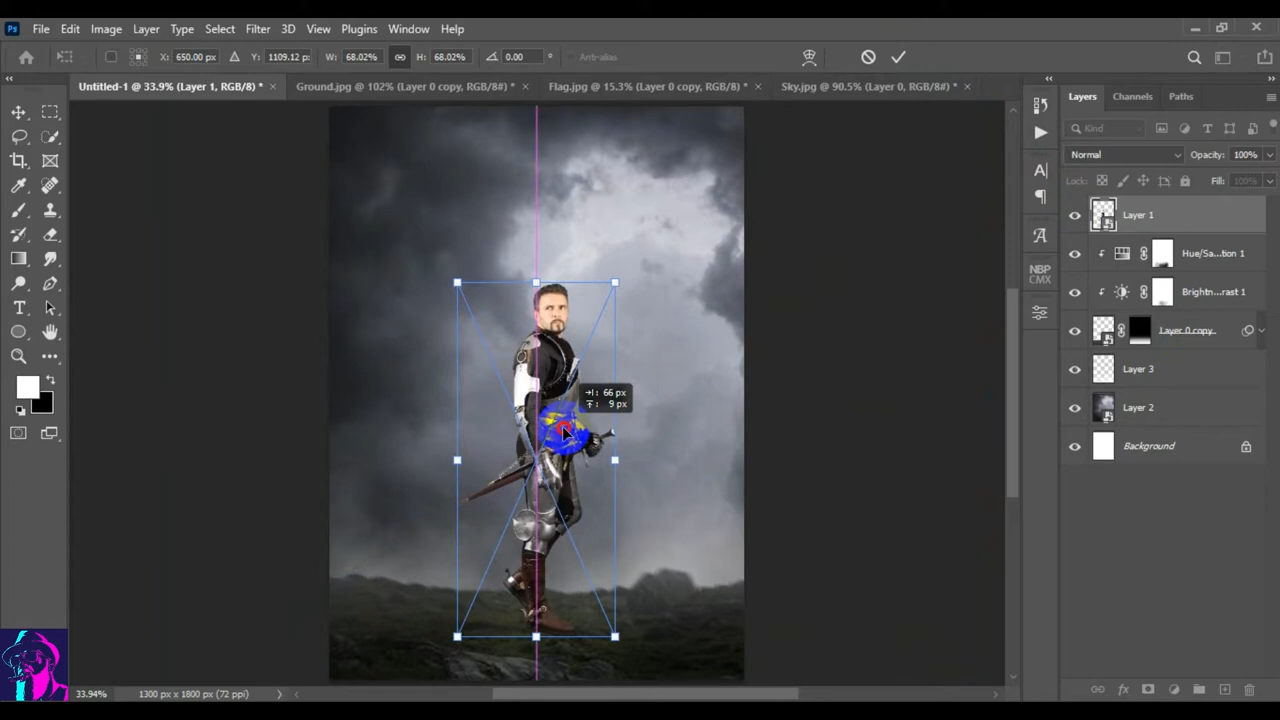 Ps File Edit Image Layer Type Select Filter 3D View Plugins Window Help
X: 650.00 px Y: 1109.12 p: W: 68.02% H: 68.02% 0.00 ° Anti-alias
Untitled-1 @ 33.9% (Layer 1, RGB/8) * × Ground.jpg @ 102% (Layer 0 copy, RGB/8#) * × Flag.jpg @ 15.3% (Layer 0 copy, RGB/8) * × Sky.jpg @ 90.5% (Layer 0, RGB/8#) * ×
Layers Channels Paths
Kind
Normal Opacity: 100%
Lock: Fill: 100%
Layer 1
Hue/Sa...tion 1
Brightn...rast 1
Layer 0 copy
Layer 3
Layer 2
Background
NBP
CMX
: 66 px
: 9 px
33.94% 1300 px x 1800 px (72 ppi)